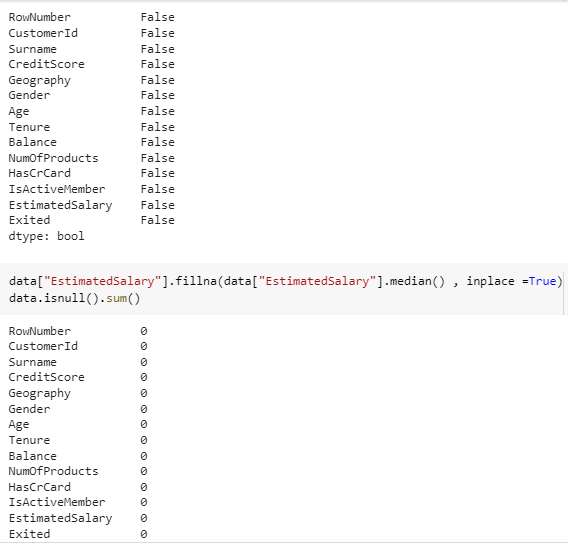 RowNumber False
CustomerId False
Surname False
CreditScore False
Geography False
Gender False
Age False
Tenure False
Balance False
NumOfProducts False
HasCrCard False
IsActiveMember False
EstimatedSalary False
Exited False
dtype: bool
data["EstimatedSalary"].fillna(data["EstimatedSalary"].median() , inplace =True)
data.isnull().sum()
RowNumber 0
CustomerId 0
Surname 0
CreditScore 0
Geography 0
Gender 0
Age 0
Tenure 0
Balance 0
NumOfProducts 0
HasCrCard 0
IsActiveMember 0
EstimatedSalary 0
Exited 0